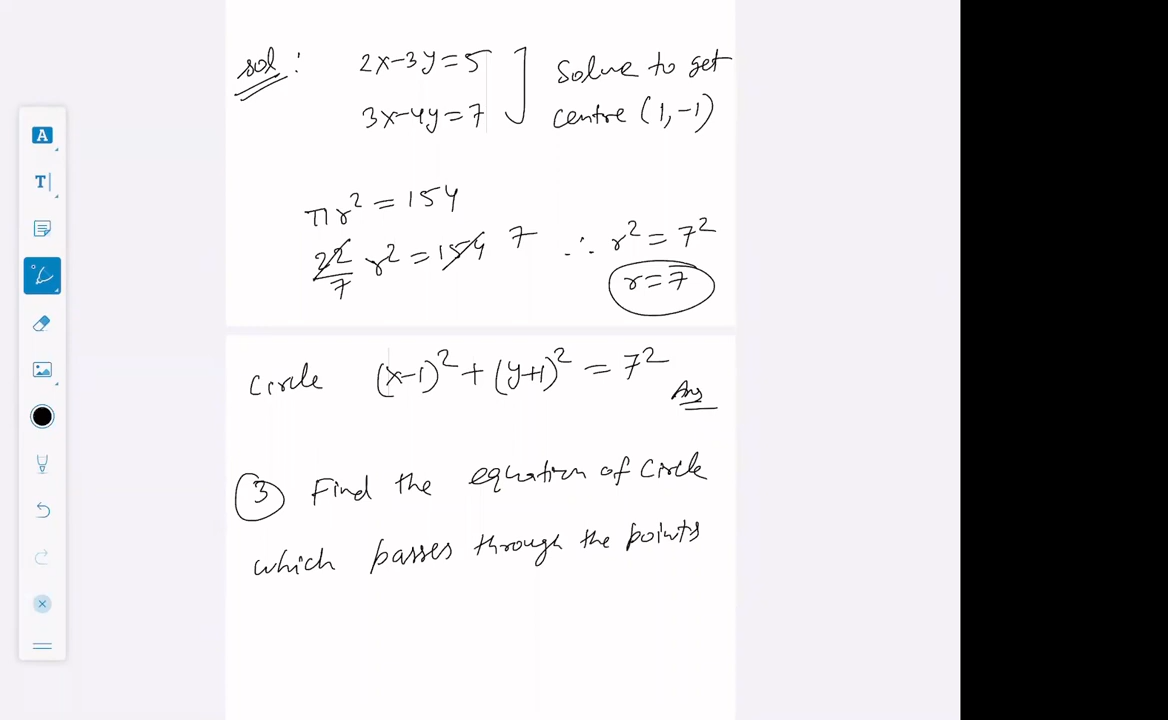 sol :
2x-3y=5
3x-4y=7
] Solve to get
centre (1,-1)
πr² = 154
22/7 r² = 154 7
∴ r² = 7²
r=7
Circle (x-1)² + (y+1)² = 7²
Ans
3 Find the equation of circle
which passes through the points
A
T|